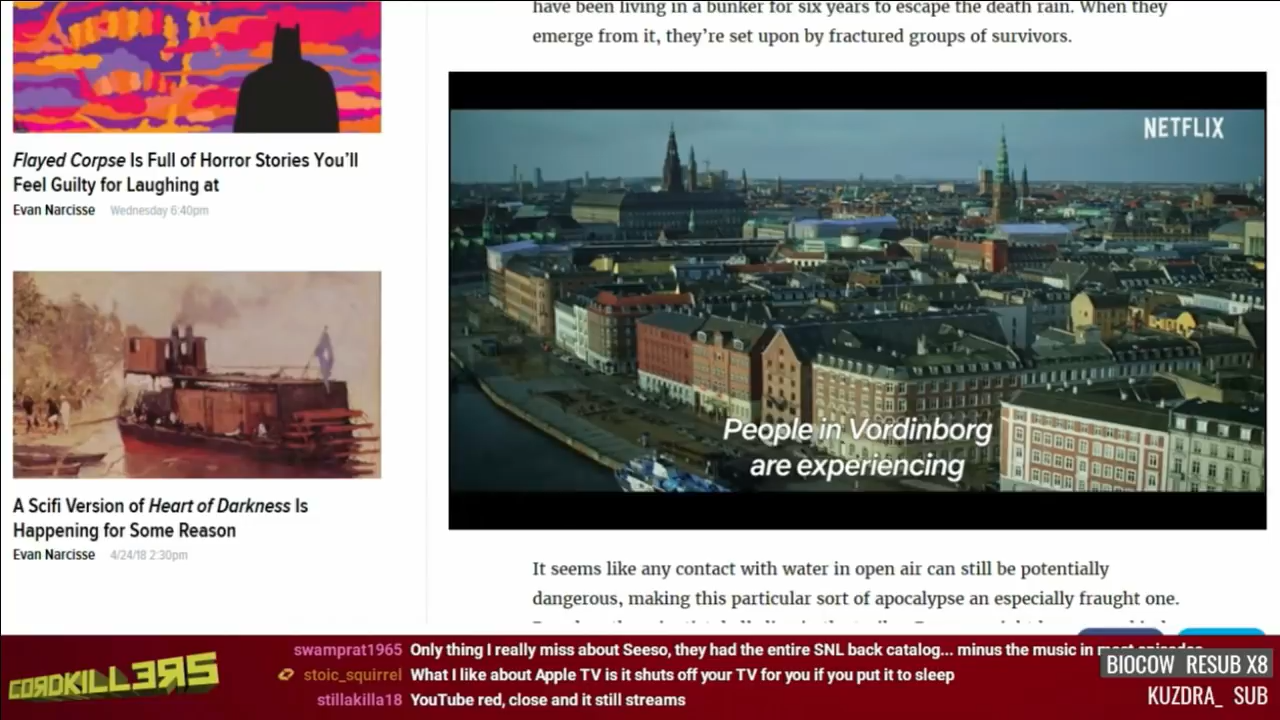 have been living in a bunker for six years to escape the death rain. When they
emerge from it, they're set upon by fractured groups of survivors.
NETFLIX
People in Vordinborg
are experiencing
It seems like any contact with water in open air can still be potentially
dangerous, making this particular sort of apocalypse an especially fraught one.
Flayed Corpse Is Full of Horror Stories You'll
Feel Guilty for Laughing at
Evan Narcisse Wednesday 6:40pm
A Scifi Version of Heart of Darkness Is
Happening for Some Reason
Evan Narcisse 4/24/18 2:30pm
CORDKILLERS
swamprat1965 Only thing I really miss about Seeso, they had the entire SNL back catalog... minus the music in most episodes
stoic_squirrel What I like about Apple TV is it shuts off your TV for you if you put it to sleep
stillakilla18 YouTube red, close and it still streams
BIOCOW RESUB X8
KUZDRA_ SUB